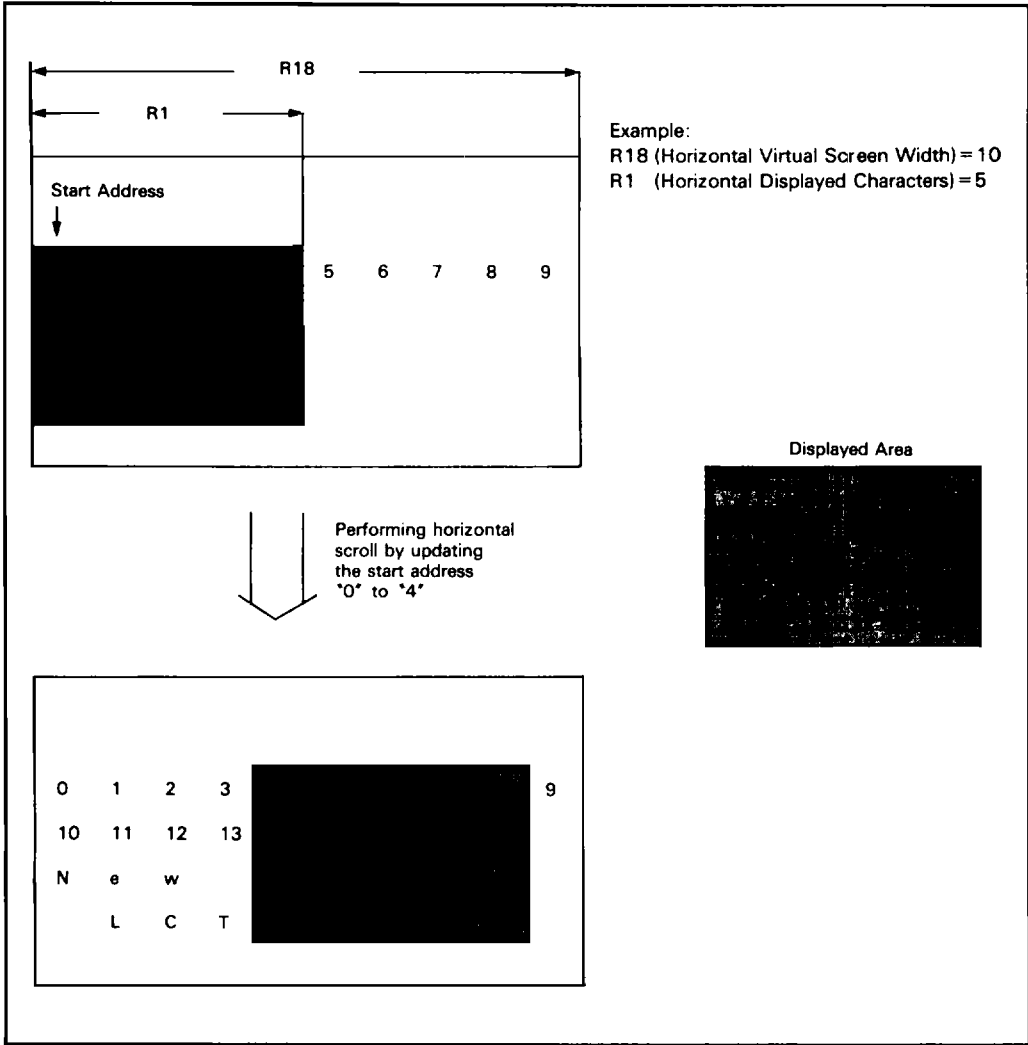 R18
R1
Example:
R18 (Horizontal Virtual Screen Width) = 10
R1 (Horizontal Displayed Characters) = 5
Start Address
5 6 7 8 9
Displayed Area
Performing horizontal
scroll by updating
the start address
"0" to "4"
0 1 2 3 9
10 11 12 13
N e w
L C T